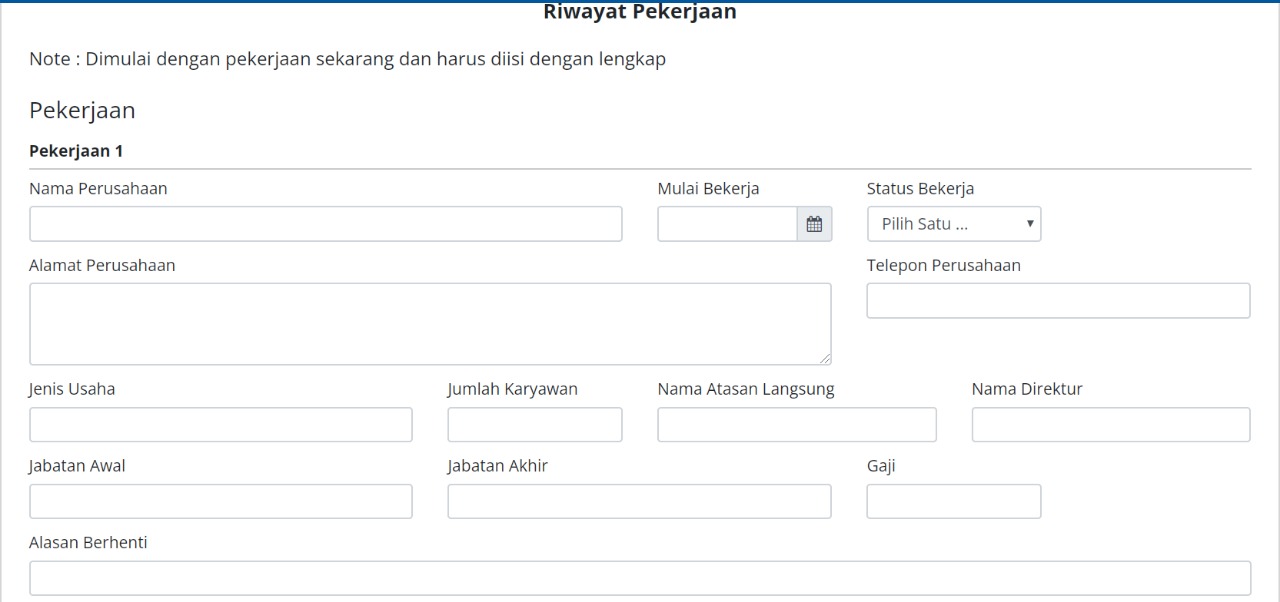 Riwayat Pekerjaan
Note : Dimulai dengan pekerjaan sekarang dan harus diisi dengan lengkap
Pekerjaan
Pekerjaan 1
Nama Perusahaan Mulai Bekerja Status Bekerja
Pilih Satu ...
Alamat Perusahaan Telepon Perusahaan
Jenis Usaha Jumlah Karyawan Nama Atasan Langsung Nama Direktur
Jabatan Awal Jabatan Akhir Gaji
Alasan Berhenti